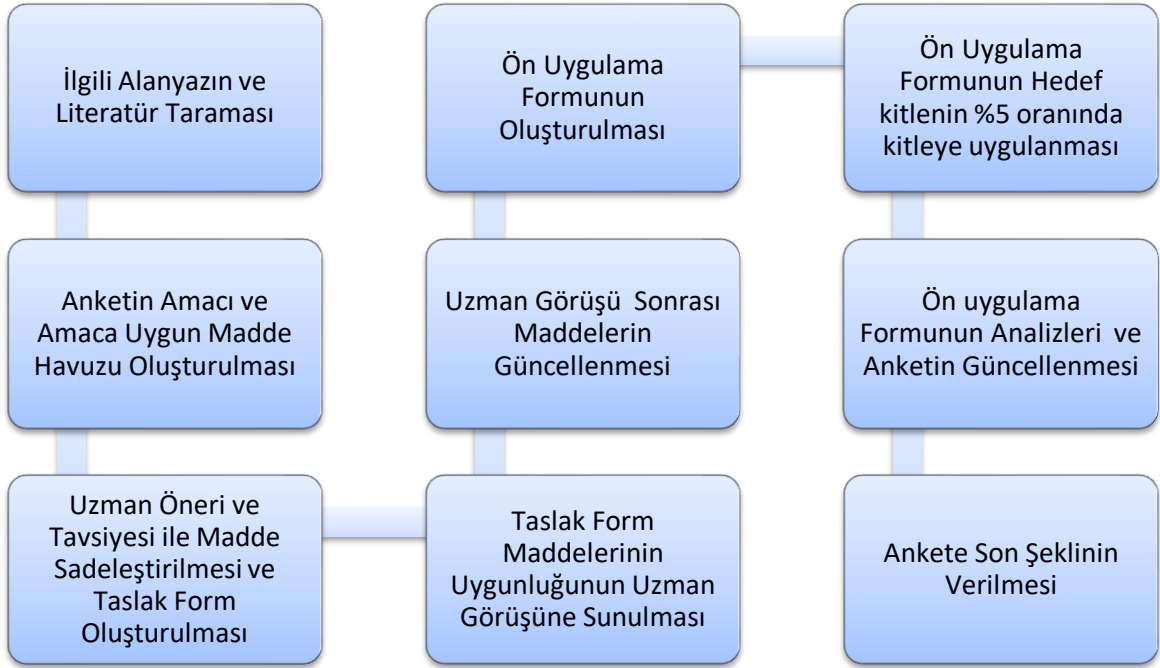 İlgili Alanyazın ve
Literatür Taraması
Anketin Amacı ve
Amaca Uygun Madde
Havuzu Oluşturulması
Uzman Öneri ve
Tavsiyesi ile Madde
Sadeleştirilmesi ve
Taslak Form
Oluşturulması
Taslak Form
Maddelerinin
Uygunluğunun Uzman
Görüşüne Sunulması
Uzman Görüşü  Sonrası
Maddelerin
Güncellenmesi
Ön Uygulama
Formunun
Oluşturulması
Ön Uygulama
Formunun Hedef
kitlenin %5 oranında
kitleye uygulanması
Ön uygulama
Formunun Analizleri  ve
Anketin Güncellenmesi
Ankete Son Şeklinin
Verilmesi